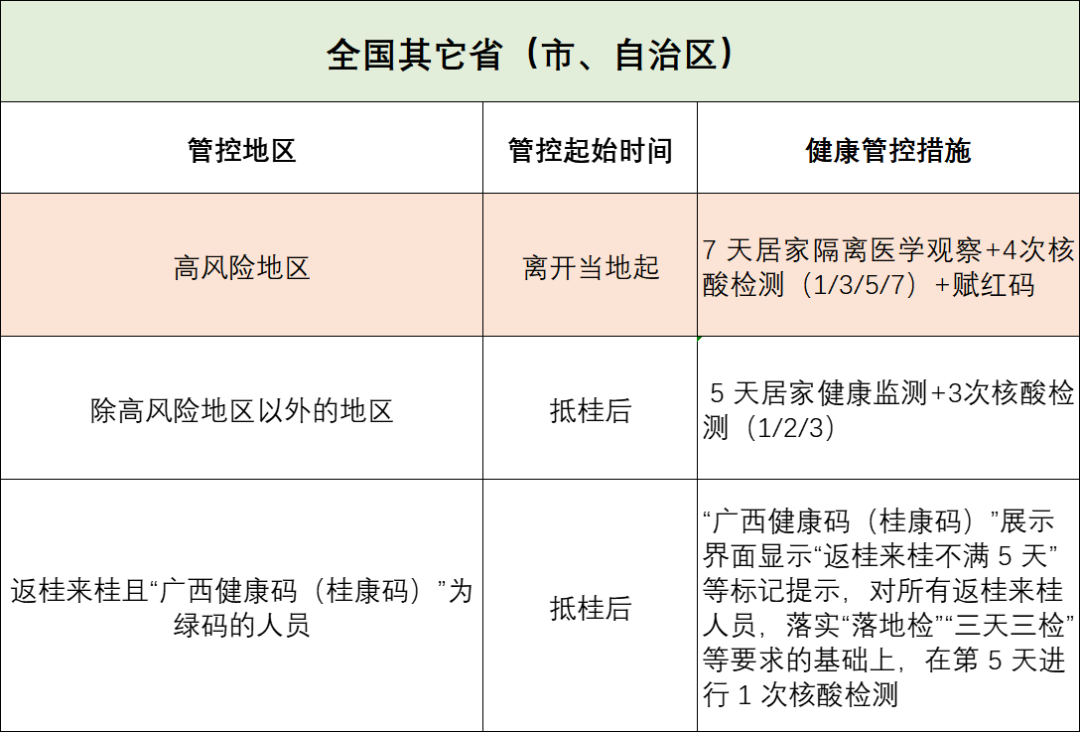 全国其它省（市、自治区）
管控地区
管控起始时间
健康管控措施
高风险地区
离开当地起
7 天居家隔离医学观察+4次核
酸检测（1/3/5/7）+赋红码
除高风险地区以外的地区
抵桂后
5 天居家健康监测+3次核酸检
测（1/2/3）
返桂来桂且“广西健康码（桂康码）”为
绿码的人员
抵桂后
“广西健康码（桂康码）”展示
界面显示“返桂来桂不满 5 天”
等标记提示，对所有返桂来桂
人员，落实“落地检”“三天三检”
等要求的基础上，在第 5 天进
行 1 次核酸检测